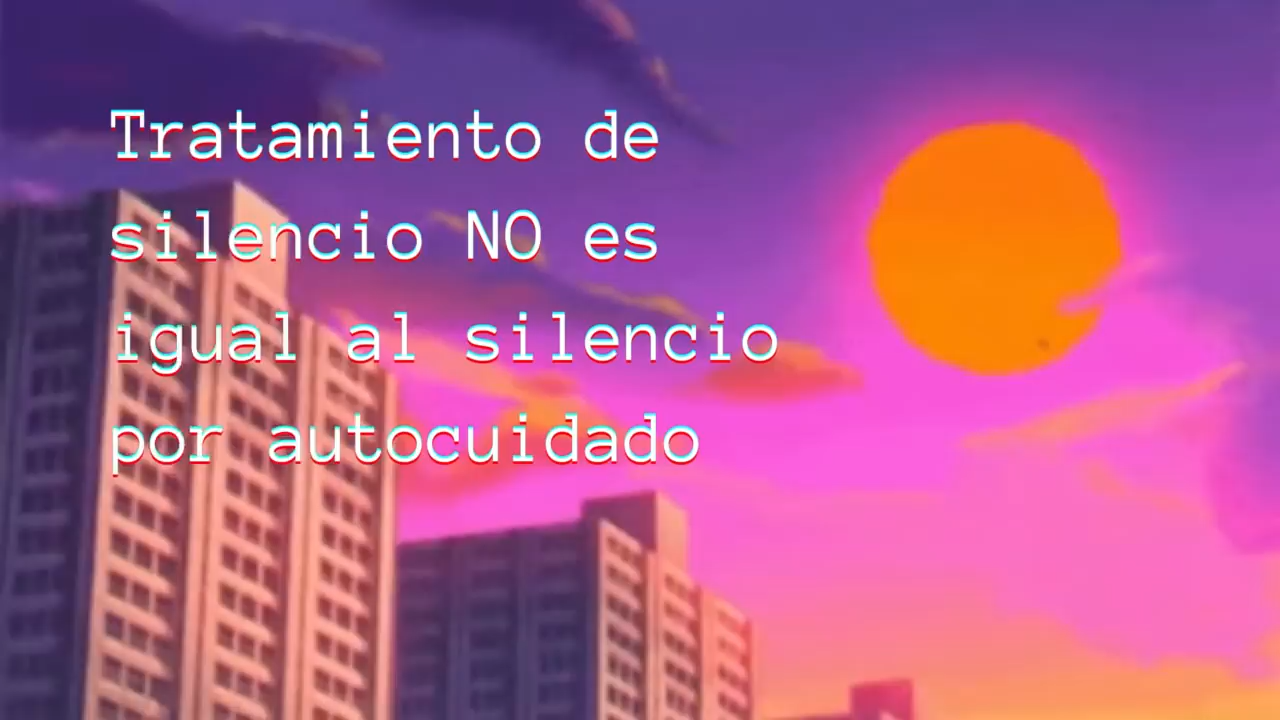 Tratamiento de
silencio NO es
igual al silencio
por autocuidado